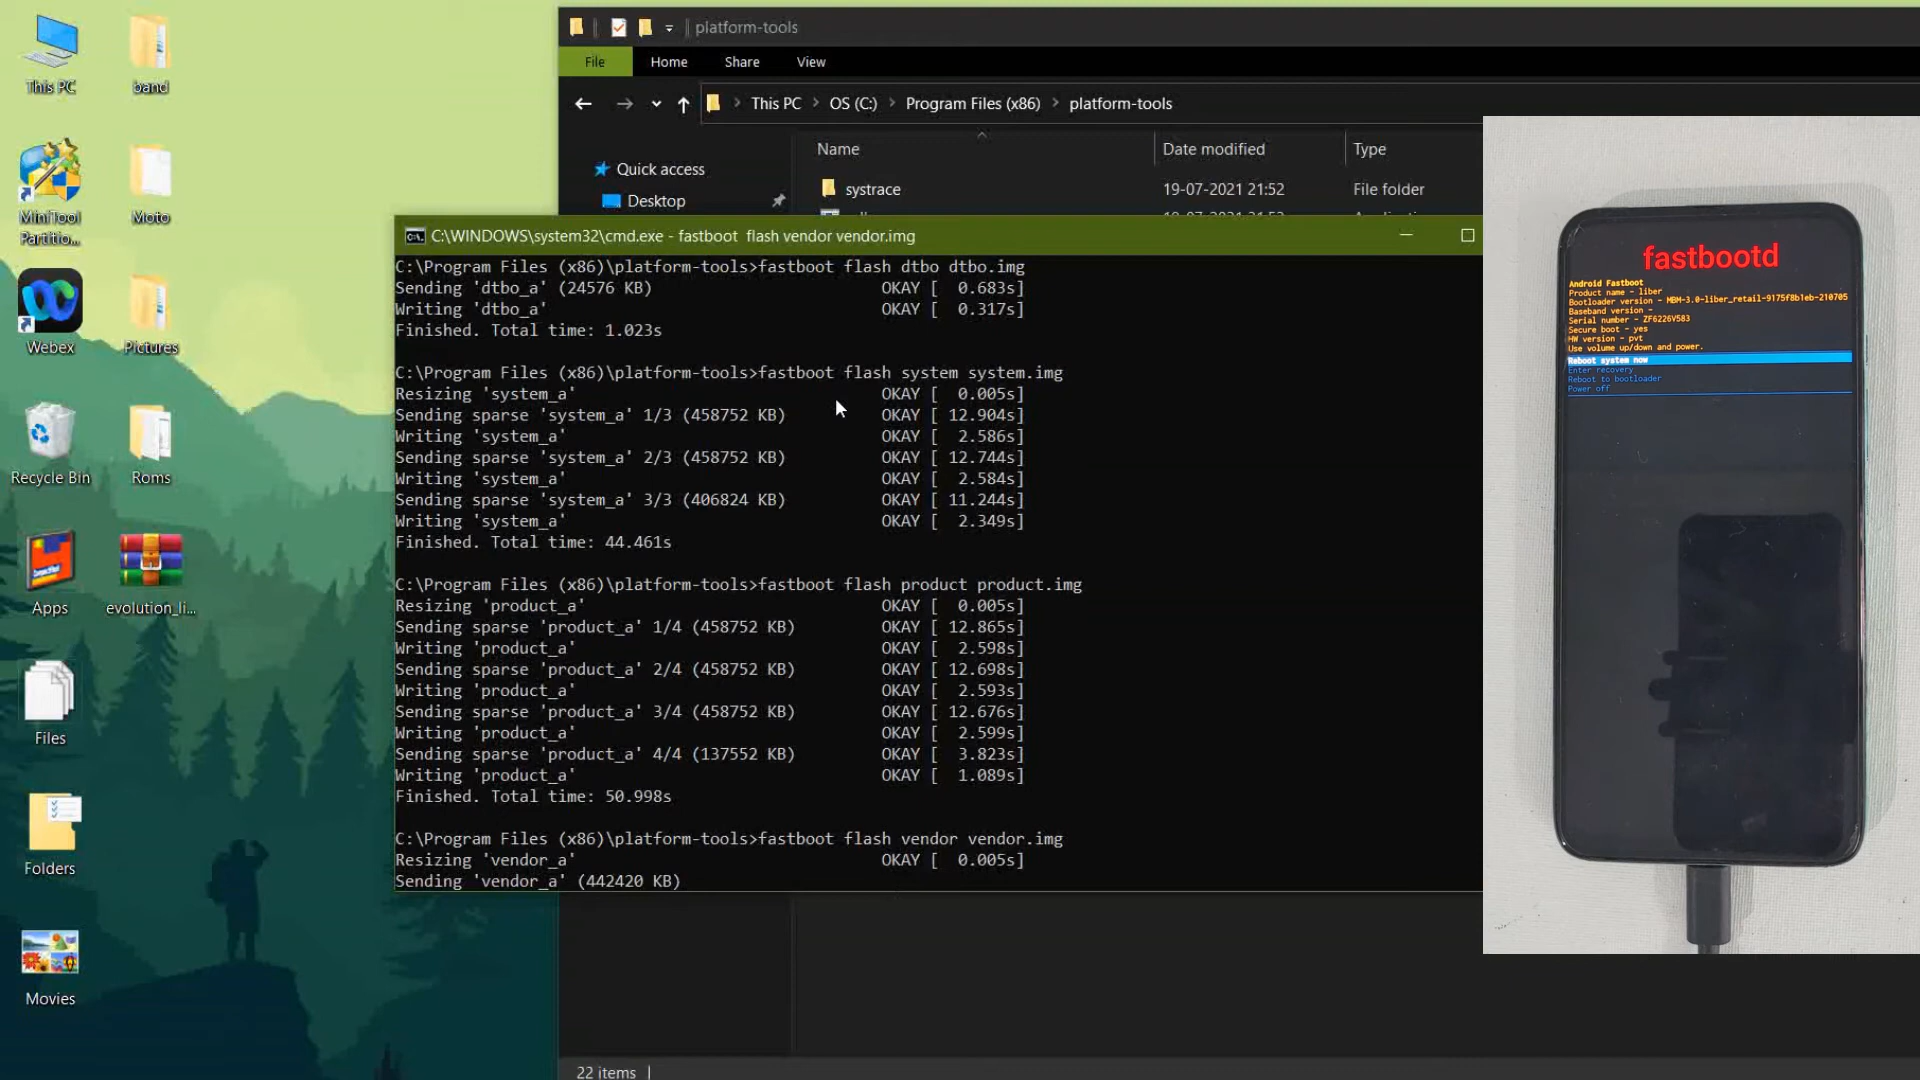 This PC
band
MiniTool
Partitio...
Moto
Webex
Pictures
Recycle Bin
Roms
Apps
evolution_li...
Files
Folders
Movies
platform-tools
File
Home
Share
View
This PC
OS (C:)
Program Files (x86)
platform-tools
Name
Date modified
Type
Quick access
systrace
19-07-2021 21:52
File folder
Desktop
C:\WINDOWS\system32\cmd.exe - fastboot  flash vendor vendor.img
C:\Program Files (x86)\platform-tools>fastboot flash dtbo dtbo.img
Sending 'dtbo_a' (24576 KB) OKAY [  0.683s]
Writing 'dtbo_a' OKAY [  0.317s]
Finished. Total time: 1.023s
C:\Program Files (x86)\platform-tools>fastboot flash system system.img
Resizing 'system_a' OKAY [  0.005s]
Sending sparse 'system_a' 1/3 (458752 KB) OKAY [ 12.904s]
Writing 'system_a' OKAY [  2.586s]
Sending sparse 'system_a' 2/3 (458752 KB) OKAY [ 12.744s]
Writing 'system_a' OKAY [  2.584s]
Sending sparse 'system_a' 3/3 (406824 KB) OKAY [ 11.244s]
Writing 'system_a' OKAY [  2.349s]
Finished. Total time: 44.461s
C:\Program Files (x86)\platform-tools>fastboot flash product product.img
Resizing 'product_a' OKAY [  0.005s]
Sending sparse 'product_a' 1/4 (458752 KB) OKAY [ 12.865s]
Writing 'product_a' OKAY [  2.598s]
Sending sparse 'product_a' 2/4 (458752 KB) OKAY [ 12.698s]
Writing 'product_a' OKAY [  2.593s]
Sending sparse 'product_a' 3/4 (458752 KB) OKAY [ 12.676s]
Writing 'product_a' OKAY [  2.599s]
Sending sparse 'product_a' 4/4 (137552 KB) OKAY [  3.823s]
Writing 'product_a' OKAY [  1.089s]
Finished. Total time: 50.998s
C:\Program Files (x86)\platform-tools>fastboot flash vendor vendor.img
Resizing 'vendor_a' OKAY [  0.005s]
Sending 'vendor_a' (442420 KB)
22 items
fastbootd
Android Fastboot
Product name - liber
Bootloader version - MBM-3.0-liber_retail-9175f8b1eb-210705
Baseband version -
Serial number - ZF6226V583
Secure boot - yes
HW version - pvt
Use volume up/down and power.
Reboot system now
Enter recovery
Reboot to bootloader
Power off